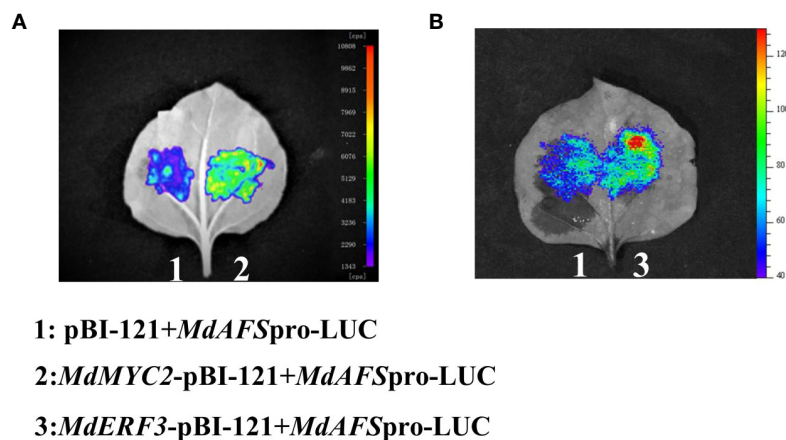 A
B
[cps]
10808
9862
8915
7969
7022
6076
5129
4183
3236
2290
1343
[cps]
1 2
120
100
80
60
40
1 3
1: pBI-121+MdAFSpro-LUC
2:MdMYC2-pBI-121+MdAFSpro-LUC
3:MdERF3-pBI-121+MdAFSpro-LUC